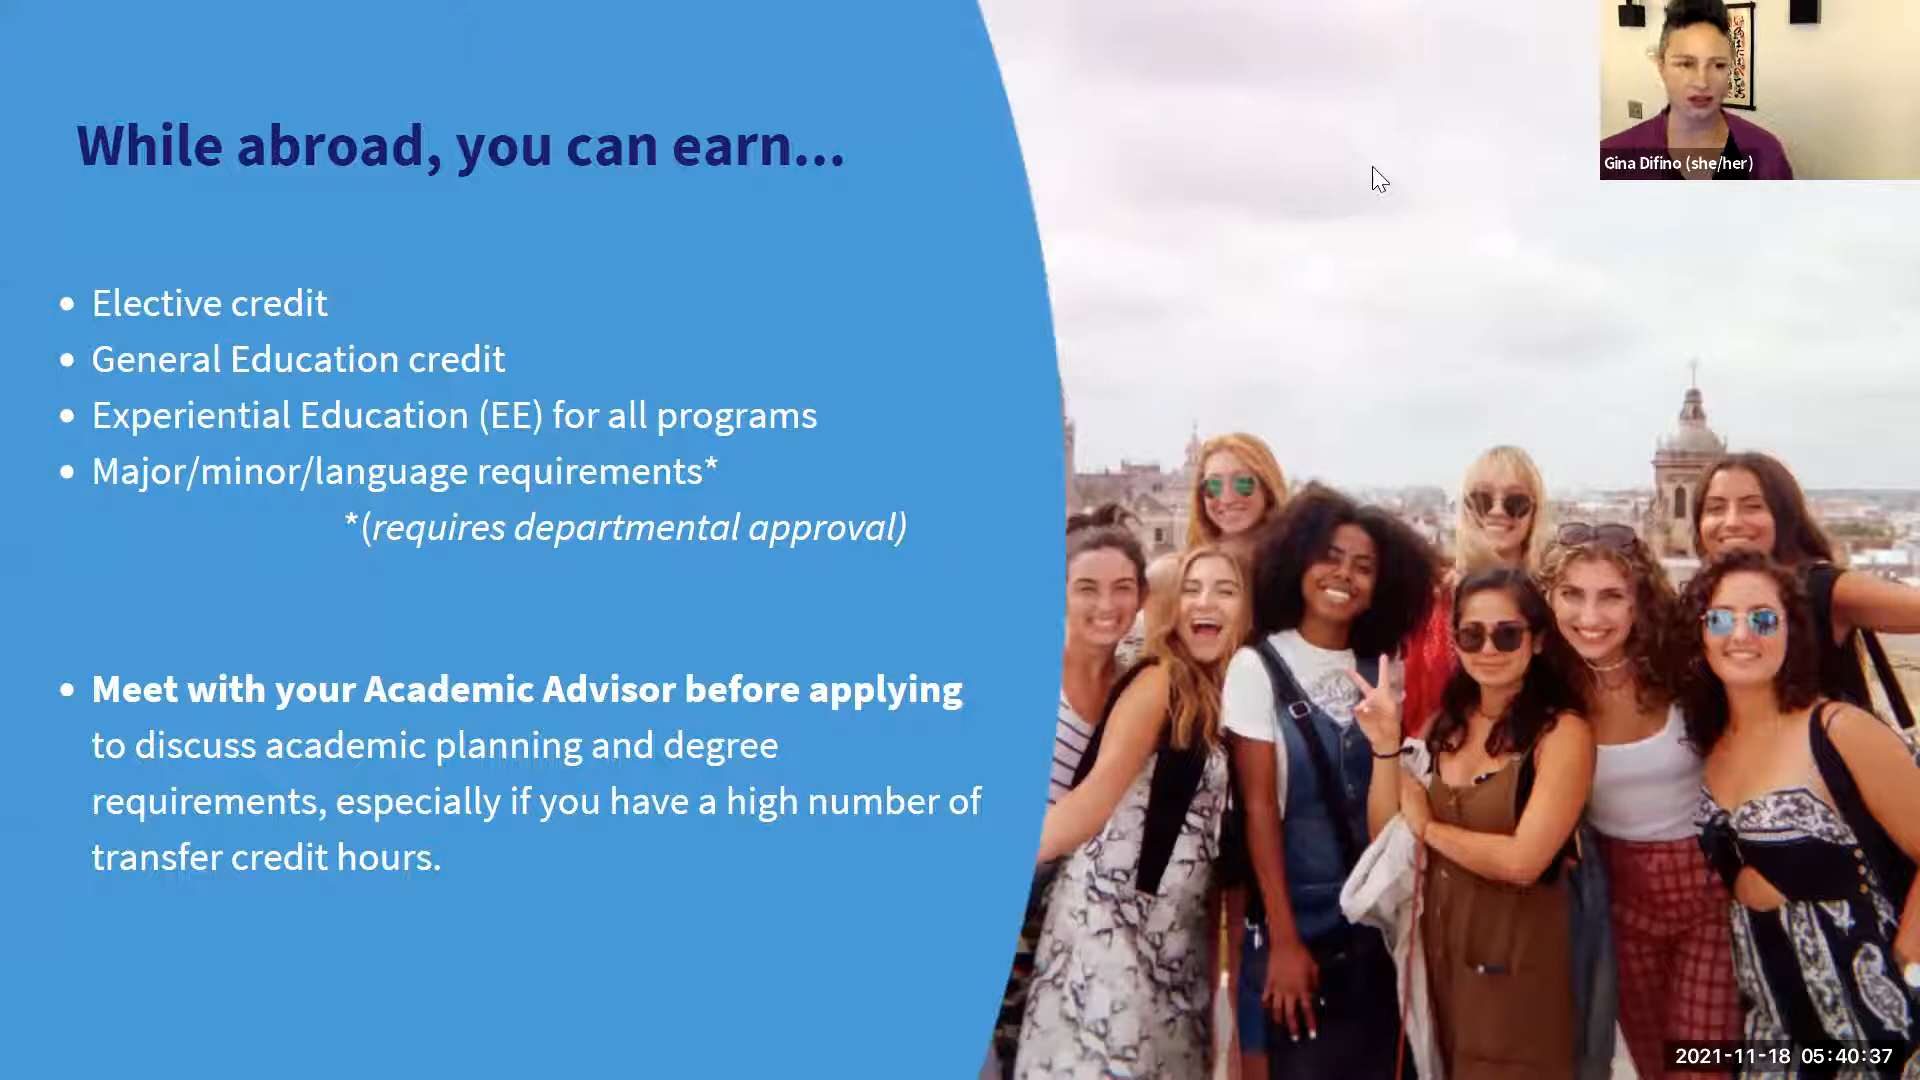 While abroad, you can earn...
• Elective credit
• General Education credit
• Experiential Education (EE) for all programs
• Major/minor/language requirements*
*(requires departmental approval)
• Meet with your Academic Advisor before applying
to discuss academic planning and degree
requirements, especially if you have a high number of
transfer credit hours.
Gina Difino (she/her)
2021-11-18 05:40:37